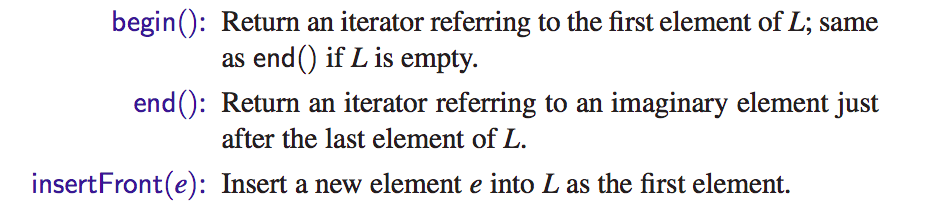 begin(): Return an iterator referring to the first element of L; same
as end() if L is empty.
end(): Return an iterator referring to an imaginary element just
after the last element of L.
insertFront(e): Insert a new element e into L as the first element.